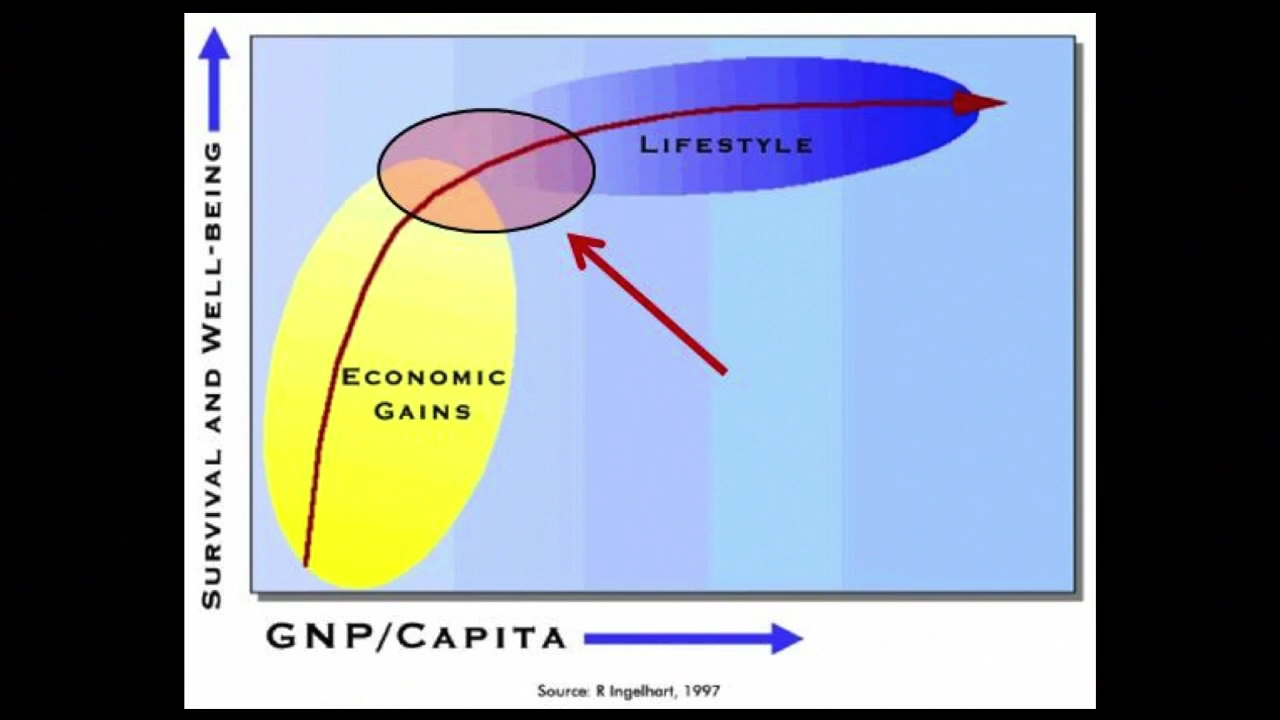 SURVIVAL AND WELL-BEING
LIFESTYLE
ECONOMIC
GAINS
GNP/CAPITA
Source: R Ingelhart, 1997